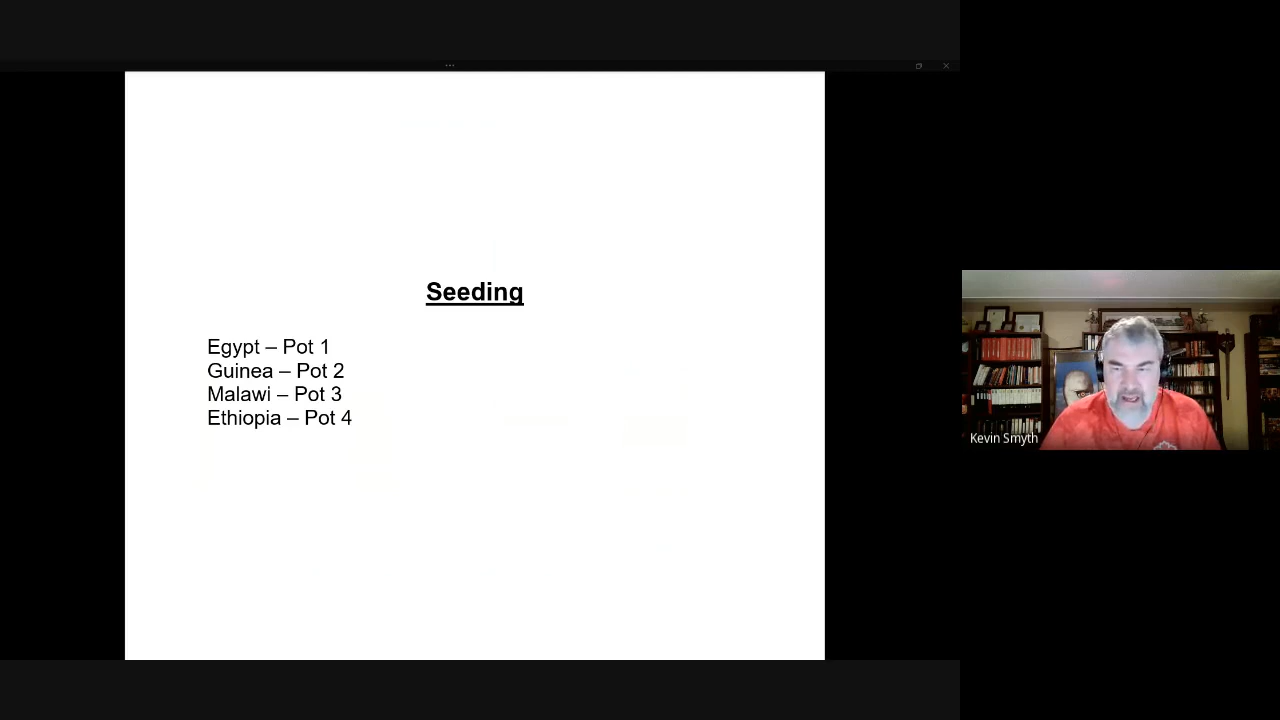 Seeding
Egypt – Pot 1
Guinea – Pot 2
Malawi – Pot 3
Ethiopia – Pot 4
Kevin Smyth